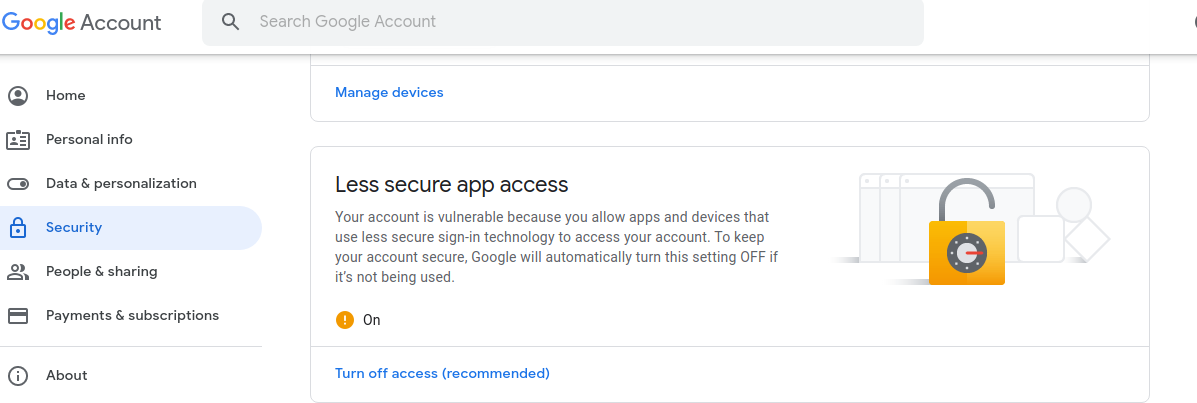 Google Account
Search Google Account
Home
Personal info
Data & personalization
Security
People & sharing
Payments & subscriptions
About
Manage devices
Less secure app access
Your account is vulnerable because you allow apps and devices that
use less secure sign-in technology to access your account. To keep
your account secure, Google will automatically turn this setting OFF if
it's not being used.
On
Turn off access (recommended)